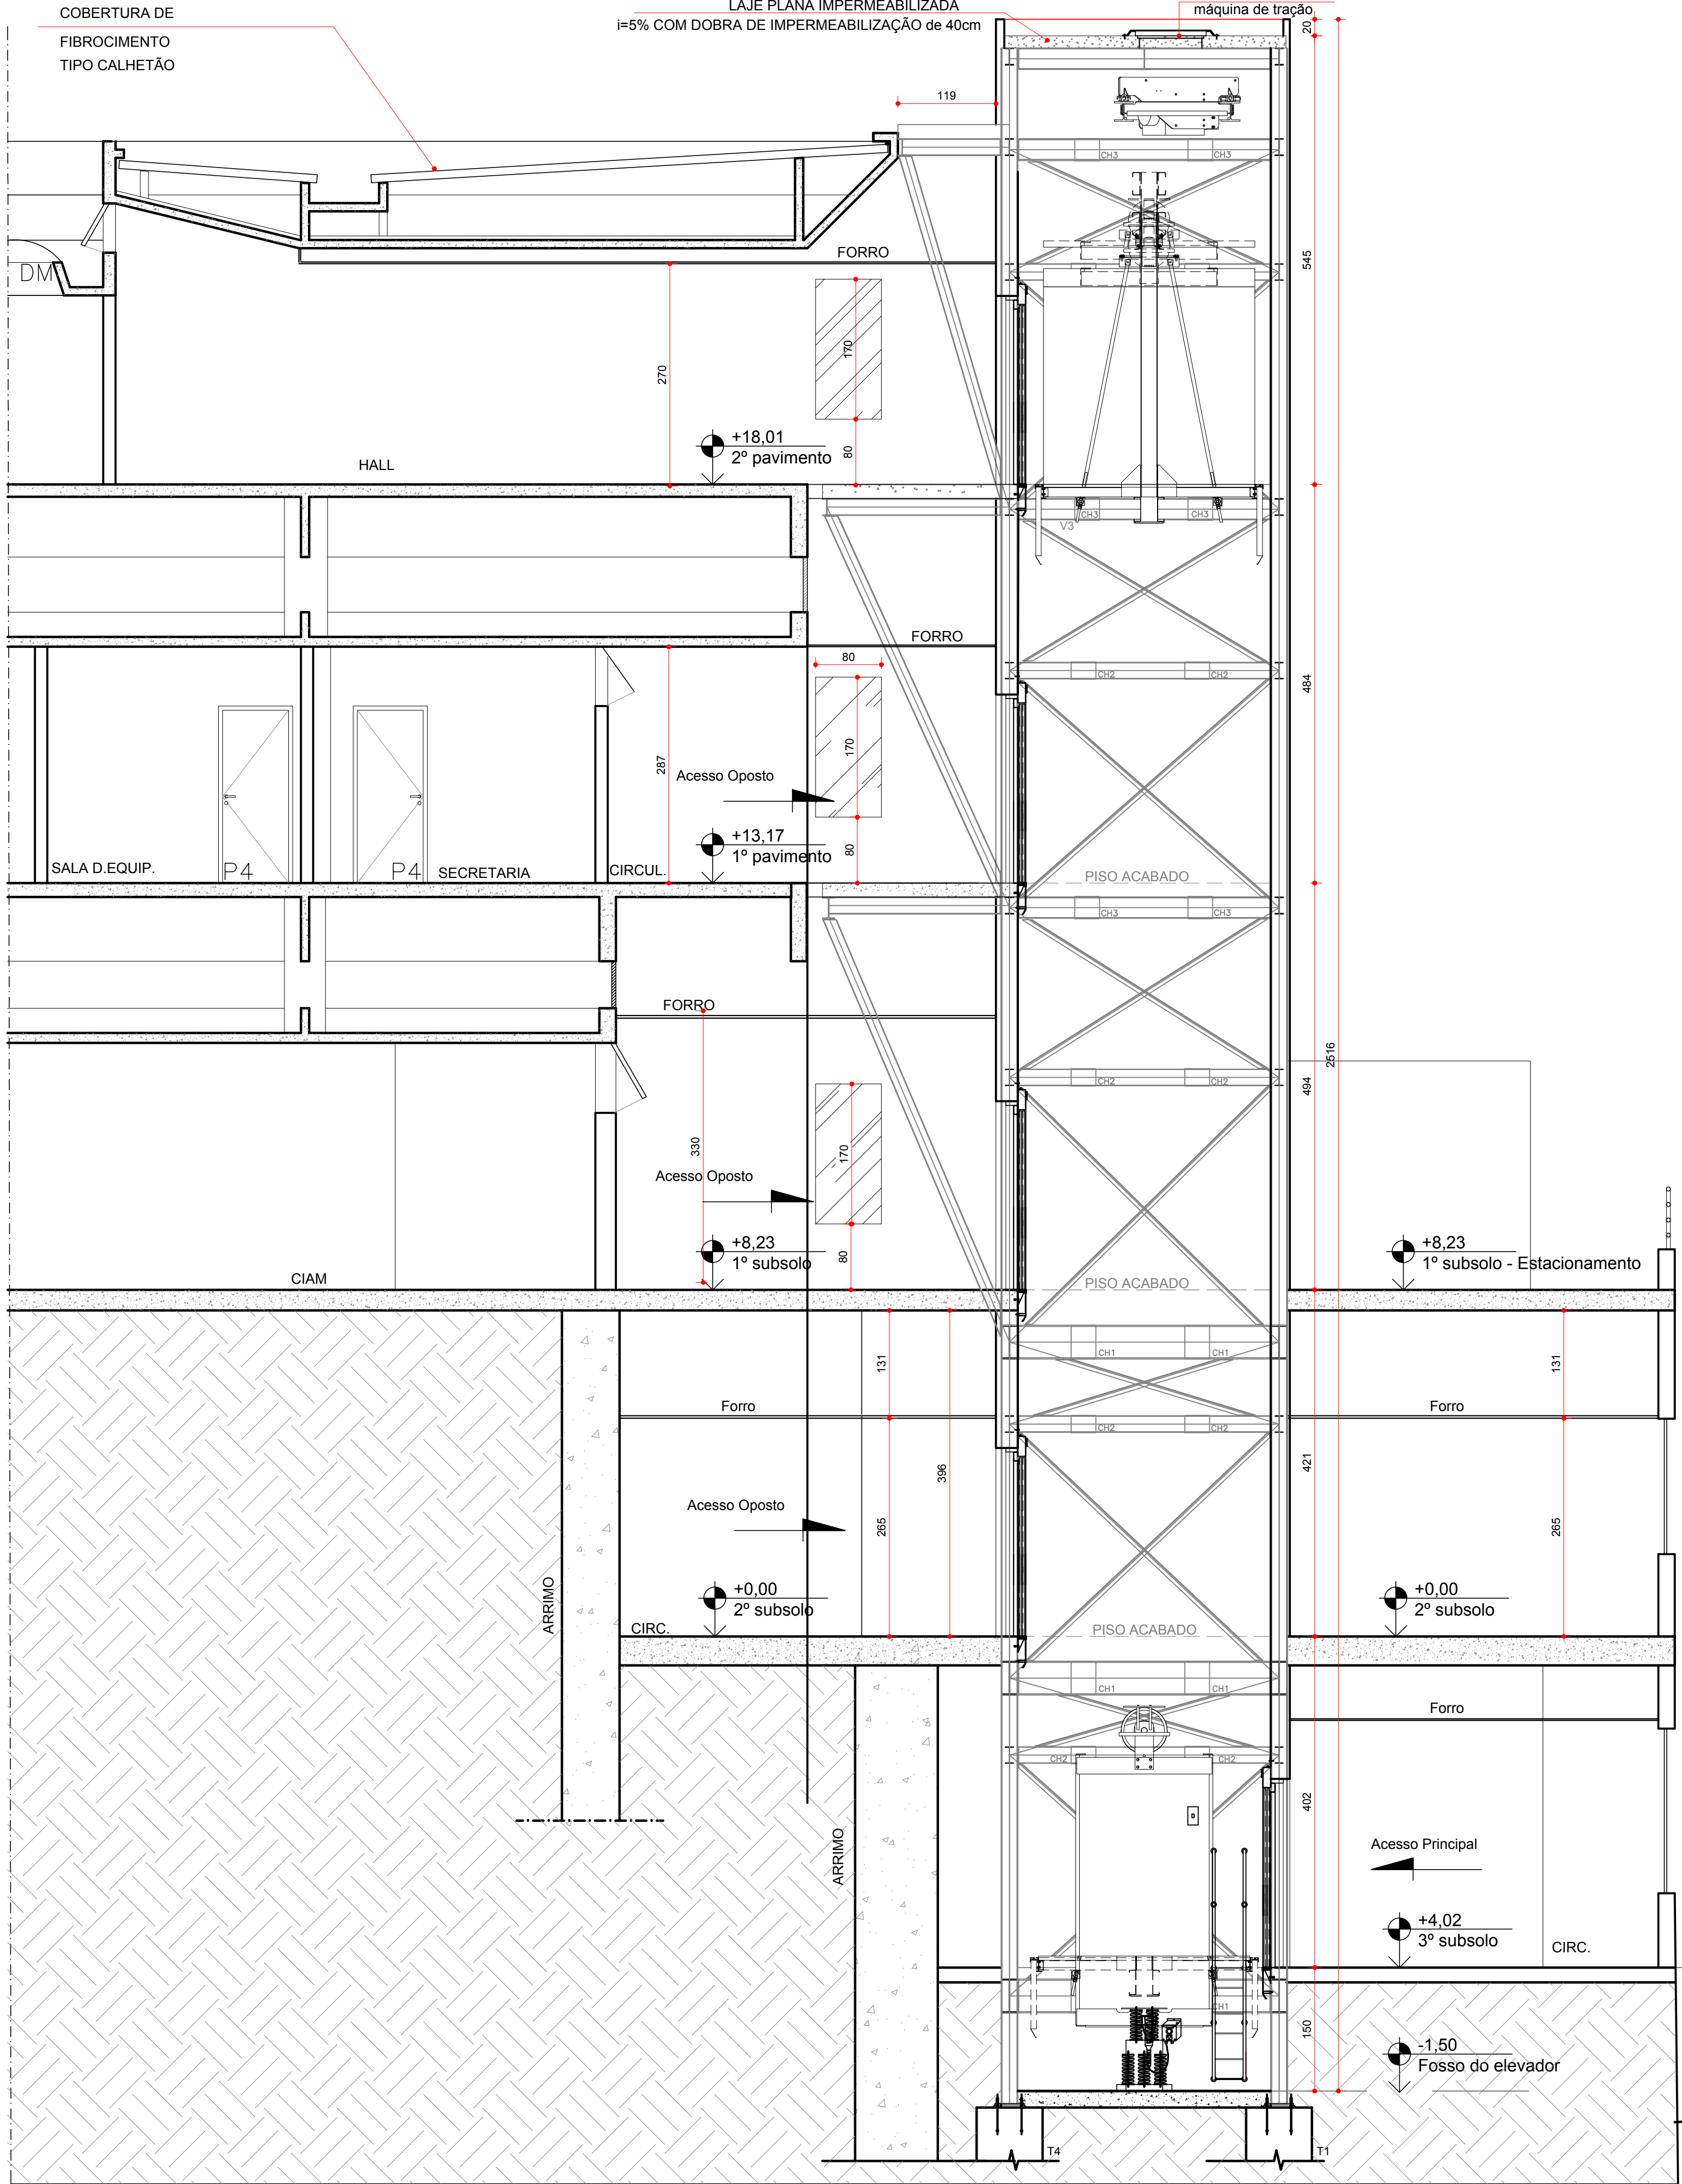 LAJE PLANA IMPERMEABILIZADA
i=5% COM DOBRA DE IMPERMEABILIZAÇÃO de 40cm
máquina de tração
COBERTURA DE
FIBROCIMENTO
TIPO CALHETÃO
20
119
CH3
CH3
DM
FORRO
545
270
170
+18,01
2º pavimento
80
HALL
CH3
CH3
V3
FORRO
80
CH2
CH2
484
287
170
Acesso Oposto
+13,17
1º pavimento
80
SALA D.EQUIP.
P4
P4
SECRETARIA
CIRCUL.
PISO ACABADO
CH3
CH3
FORRO
2516
494
CH2
CH2
330
170
Acesso Oposto
+8,23
1º subsolo
80
+8,23
1º subsolo - Estacionamento
CIAM
PISO ACABADO
CH1
CH1
131
131
Forro
Forro
CH2
CH2
421
396
265
265
Acesso Oposto
ARRIMO
+0,00
2º subsolo
+0,00
2º subsolo
CIRC.
PISO ACABADO
CH1
CH1
Forro
CH2
CH2
402
ARRIMO
Acesso Principal
+4,02
3º subsolo
CIRC.
CH1
150
-1,50
Fosso do elevador
T4
T1